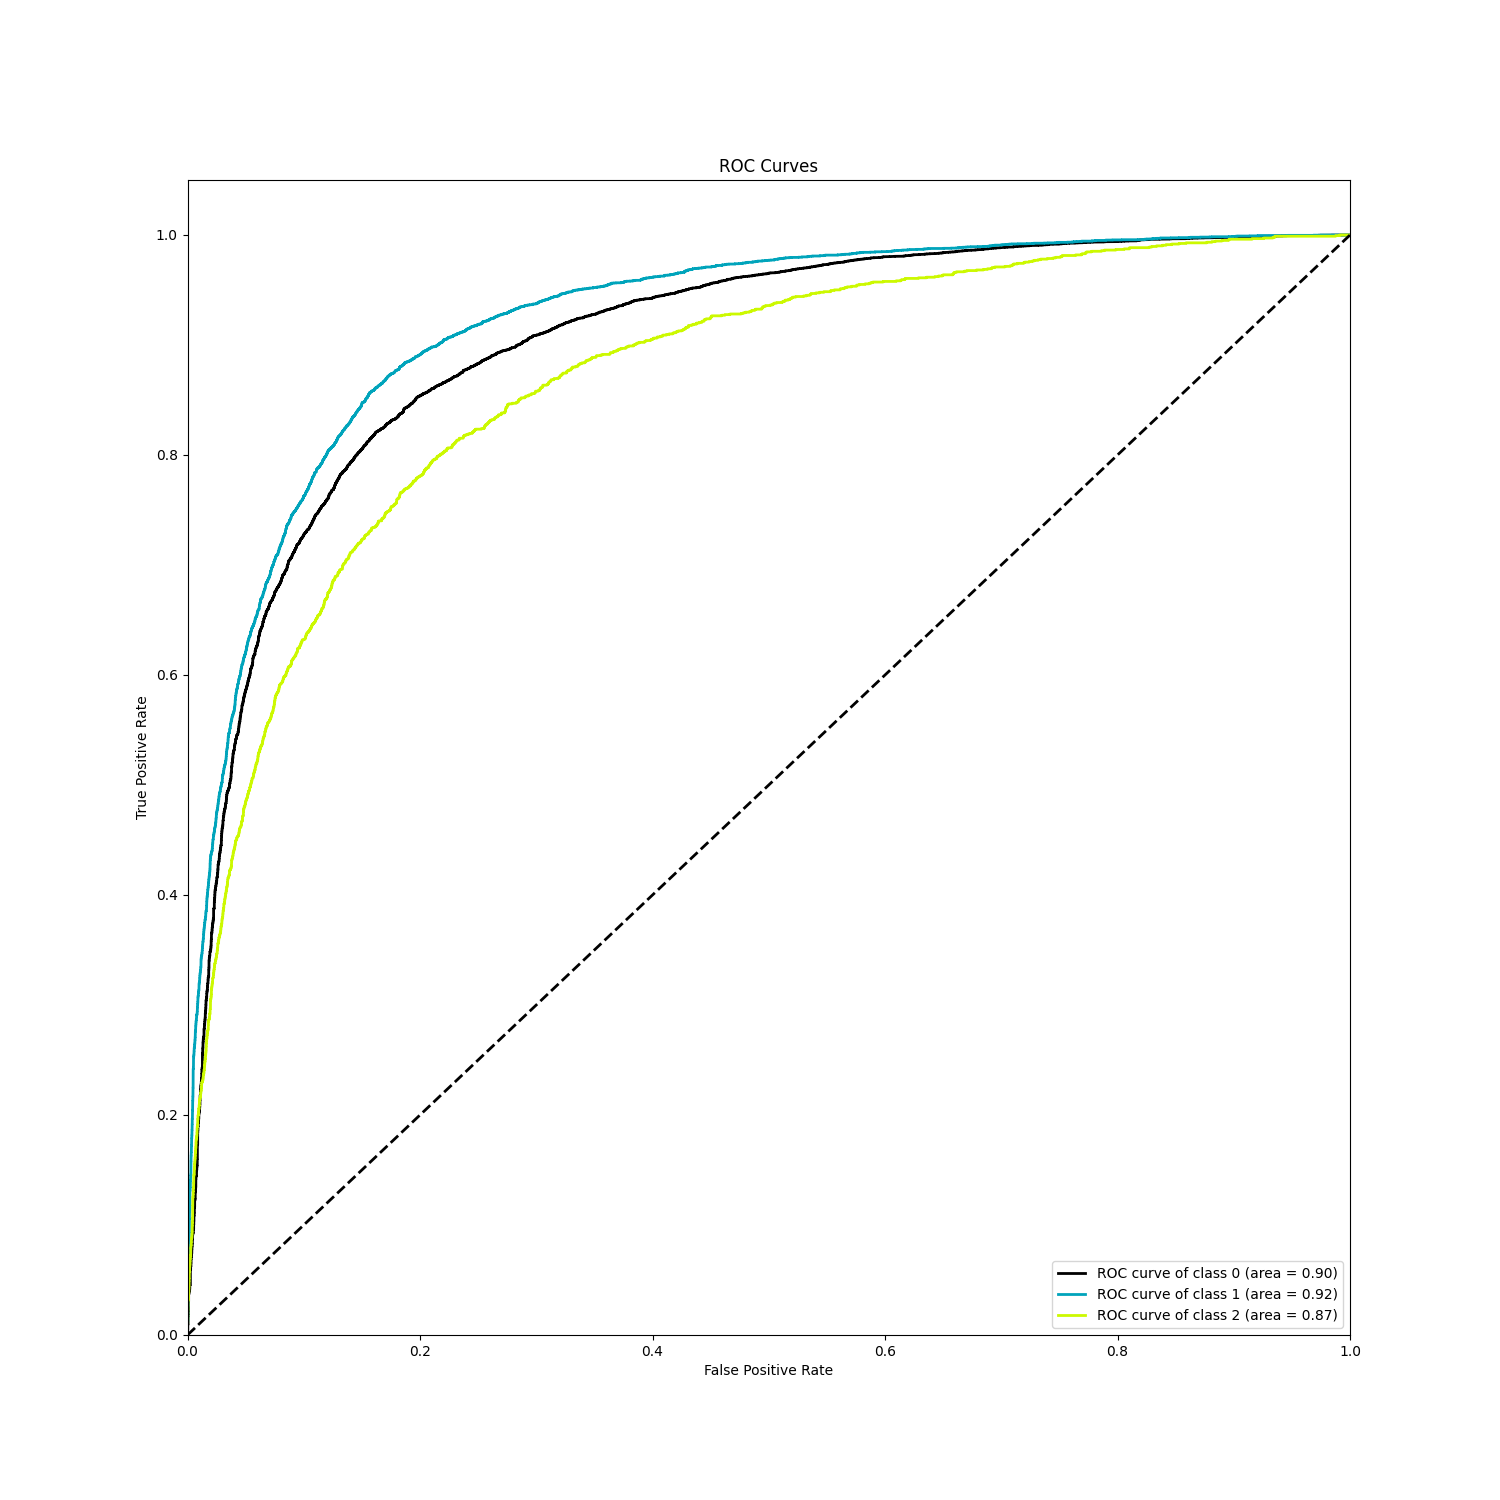 ROC Curves
1.0
0.8
0.6
0.4
0.2
0.0
True Positive Rate
0.0 0.2 0.4 0.6 0.8 1.0
False Positive Rate
ROC curve of class 0 (area = 0.90)
ROC curve of class 1 (area = 0.92)
ROC curve of class 2 (area = 0.87)